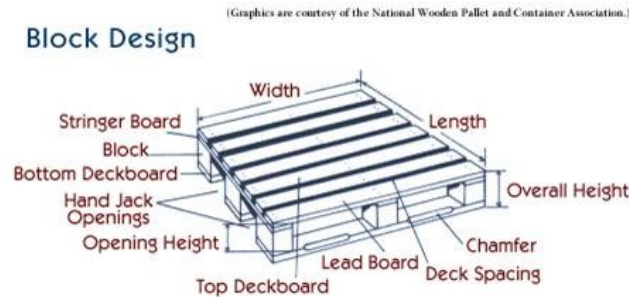 (Graphics are courtesy of the National Wooden Pallet and Container Association.)
Block Design
Width
Stringer Board
Length
Block
Bottom Deckboard
Hand Jack
Openings
Overall Height
Opening Height
Chamfer
Lead Board
Deck Spacing
Top Deckboard